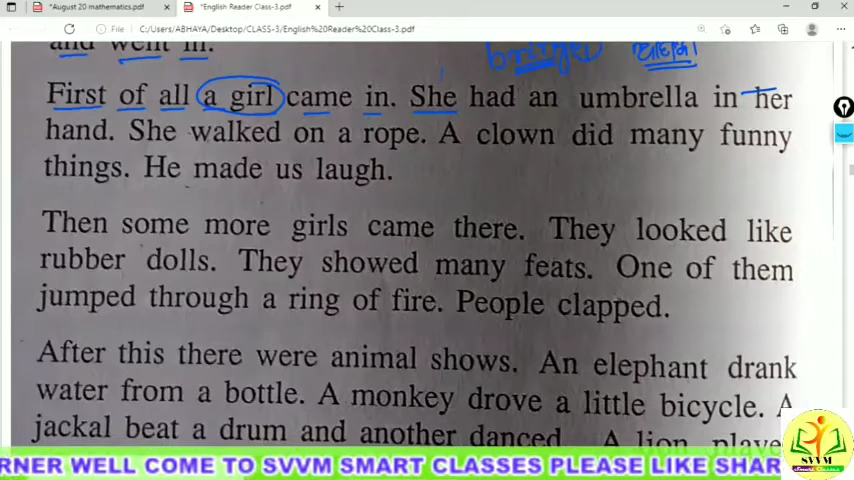 *August 20 mathematics.pdf
*English Reader Class-3.pdf
File
C:/Users/ABHAYA/Desktop/CLASS-3/English%20Reader%20Class-3.pdf
and went in.
First of all a girl came in. She had an umbrella in her
hand. She walked on a rope. A clown did many funny
things. He made us laugh.
Then some more girls came there. They looked like
rubber dolls. They showed many feats. One of them
jumped through a ring of fire. People clapped.
After this there were animal shows. An elephant drank
water from a bottle. A monkey drove a little bicycle. A
jackal beat a drum and another danced. A lion playe
RNER WELL COME TO SVVM SMART CLASSES PLEASE LIKE SHAR
SVVM
Smart Classes